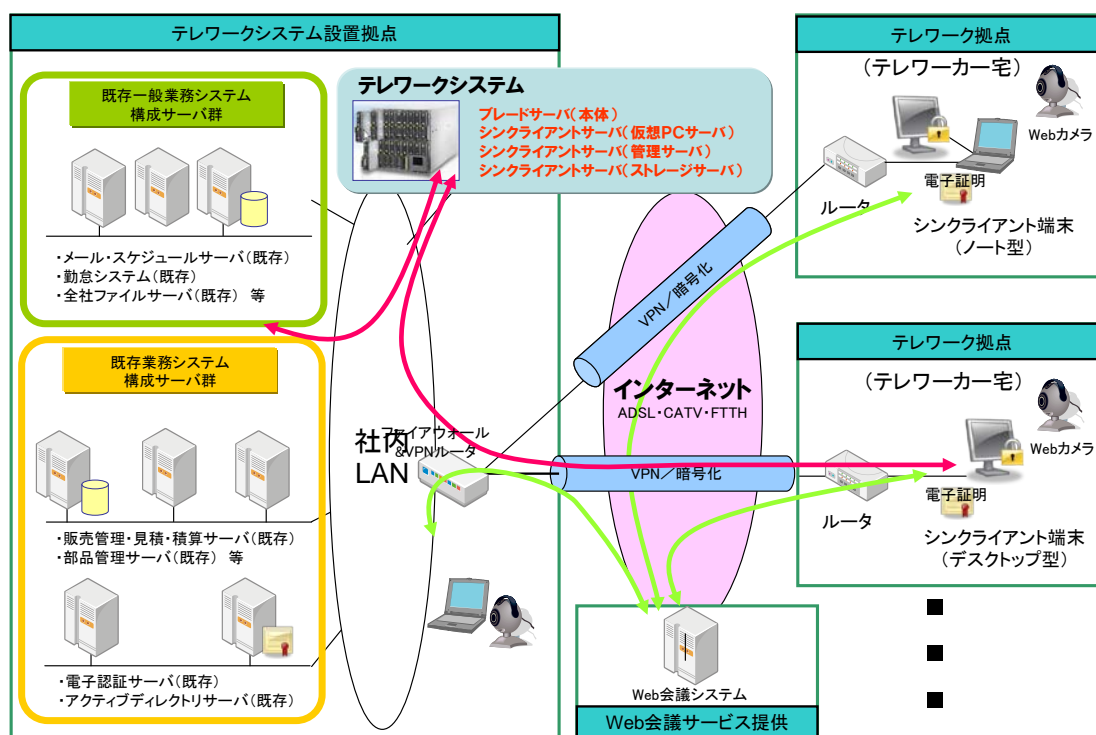 テレワークシステム設置拠点
既存一般業務システム
構成サーバ群
・メール・スケジュールサーバ(既存)
・勤怠システム(既存)
・全社ファイルサーバ(既存) 等
既存業務システム
構成サーバ群
・販売管理・見積・積算サーバ(既存)
・部品管理サーバ(既存) 等
・電子認証サーバ(既存)
・アクティブディレクトリサーバ(既存)
テレワークシステム
ブレードサーバ(本体)
シンクライアントサーバ(仮想PCサーバ)
シンクライアントサーバ(管理サーバ)
シンクライアントサーバ(ストレージサーバ)
社内
LAN
ファイアウォール
&VPNルータ
VPN/暗号化
インターネット
ADSL・CATV・FTTH
VPN/暗号化
Web会議システム
Web会議サービス提供
テレワーク拠点
(テレワーカー宅)
Webカメラ
ルータ
電子証明
シンクライアント端末
(ノート型)
テレワーク拠点
(テレワーカー宅)
Webカメラ
ルータ
電子証明
シンクライアント端末
(デスクトップ型)